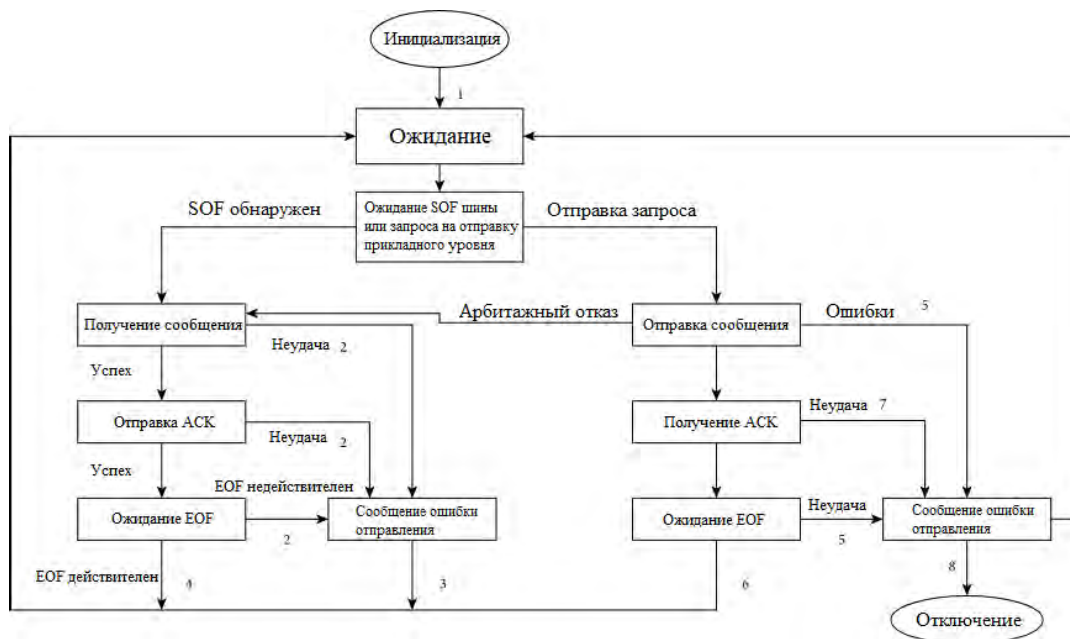 Инициализация
1
Ожидание
SOF обнаружен
Ожидание SOF шины
или запроса на отправку
прикладного уровня
Отправка запроса
Получение сообщения
Арбитажный отказ
Отправка сообщения
Ошибки 5
Неудача 2
Успех
Отправка АСК
Неудача 2
Получение АСК
Неудача 7
Успех
EOF недействителен
Ожидание EOF
2
Сообщение ошибки
отправления
Ожидание EOF
Неудача
5
Сообщение ошибки
отправления
EOF действителен
4
3
6
8
Отключение